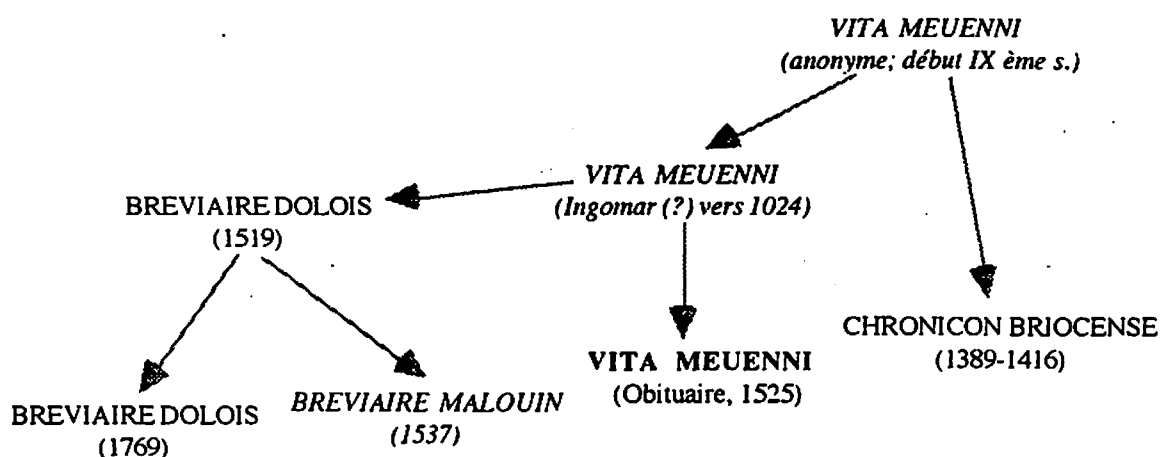 VITA MEUENNI
(anonyme; début IX ème s.)
VITA MEUENNI
(Ingomar (?) vers 1024)
BREVIAIRE DOLOIS
(1519)
CHRONICON BRIOCENSE
(1389-1416)
VITA MEUENNI
(Obituaire, 1525)
BREVIAIRE DOLOIS
(1769)
BREVIAIRE MALOUIN
(1537)